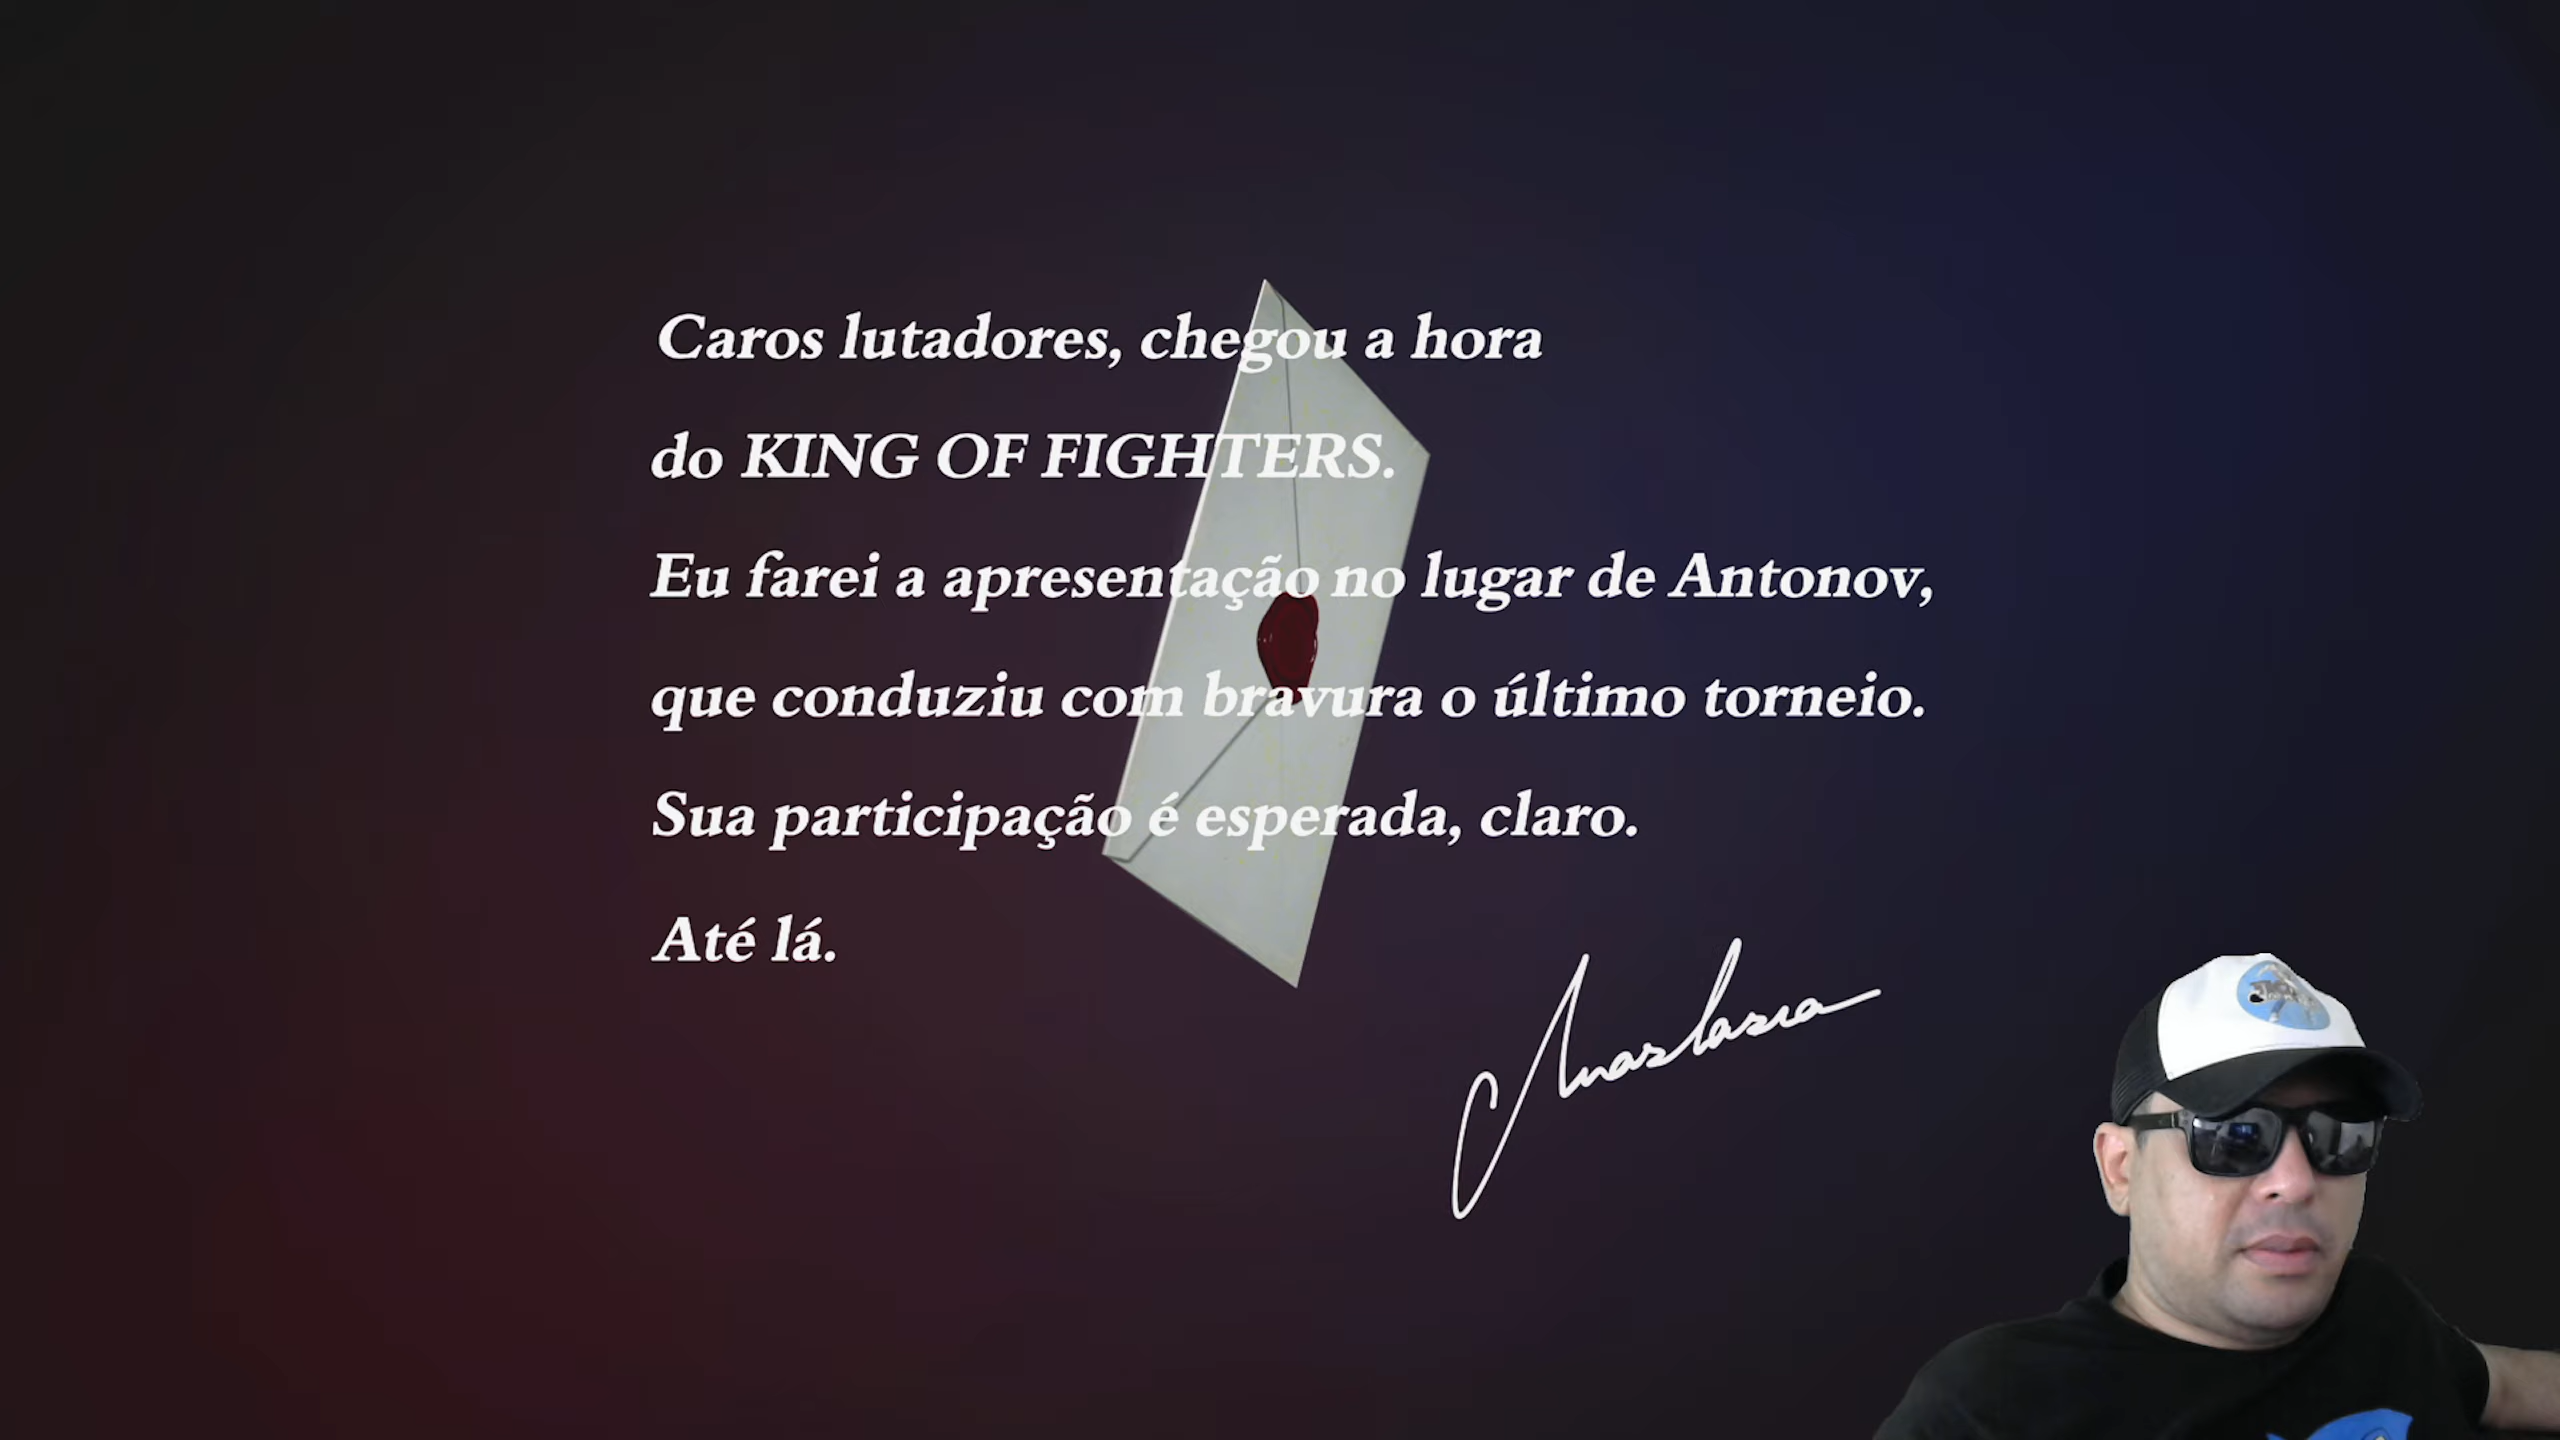 Caros lutadores, chegou a hora
do KING OF FIGHTERS.
Eu farei a apresentação no lugar de Antonov,
que conduziu com bravura o último torneio.
Sua participação é esperada, claro.
Até lá.
Anastasia